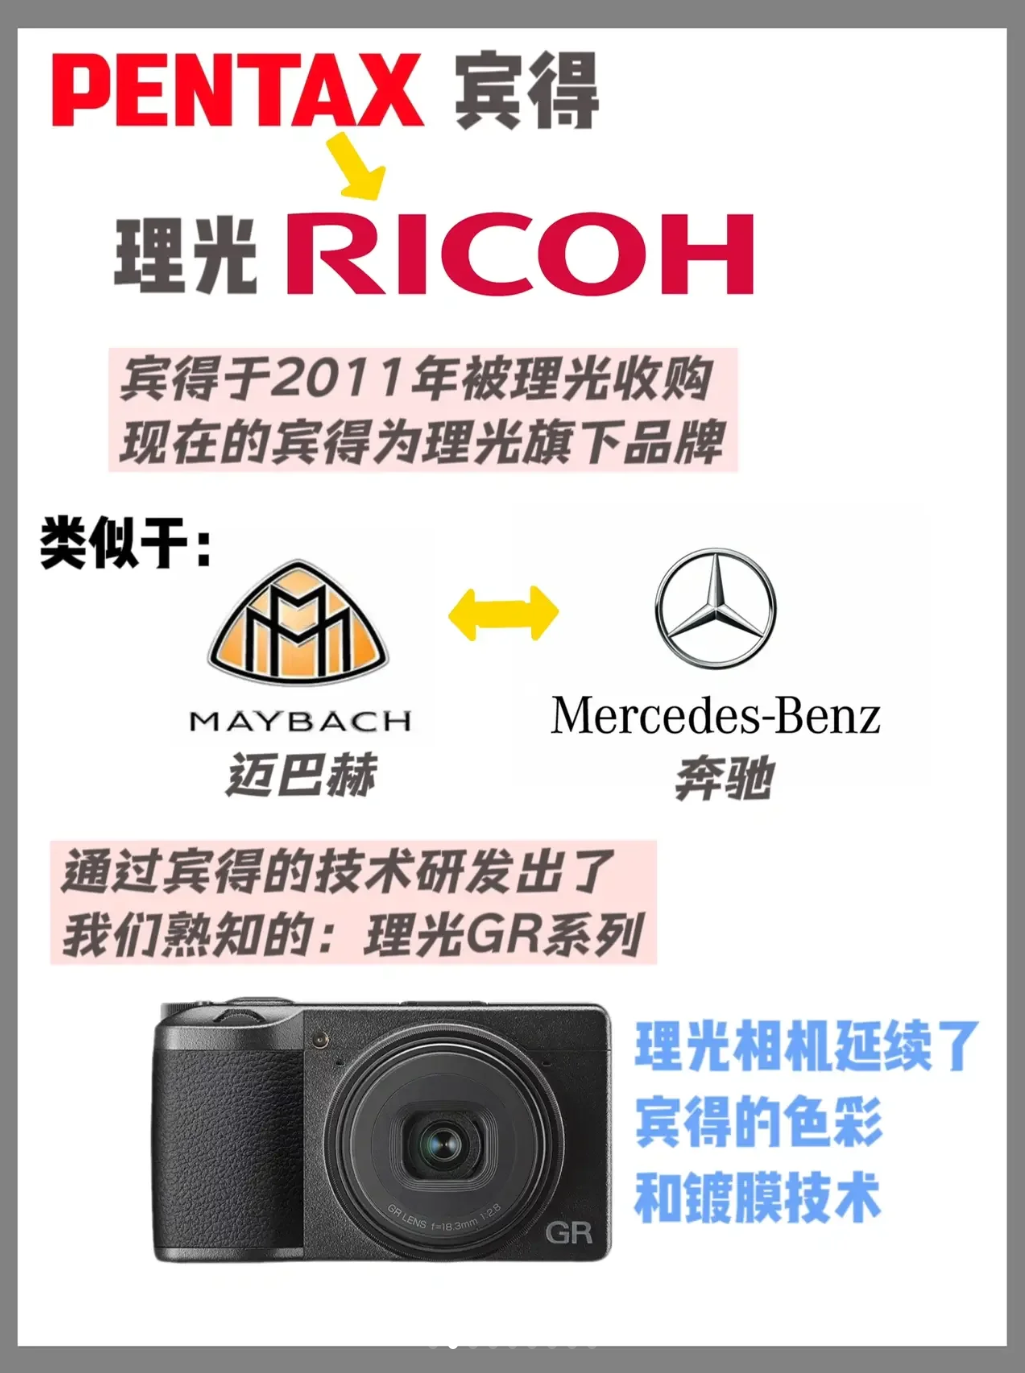 PENTAX 宾得
理光 RICOH
宾得于2011年被理光收购
现在的宾得为理光旗下品牌
类似于：
MAYBACH
迈巴赫
Mercedes-Benz
奔驰
通过宾得的技术研发出了
我们熟知的：理光GR系列
理光相机延续了
宾得的色彩
和镀膜技术
GR LENS f=18.3mm 1:2.8
GR